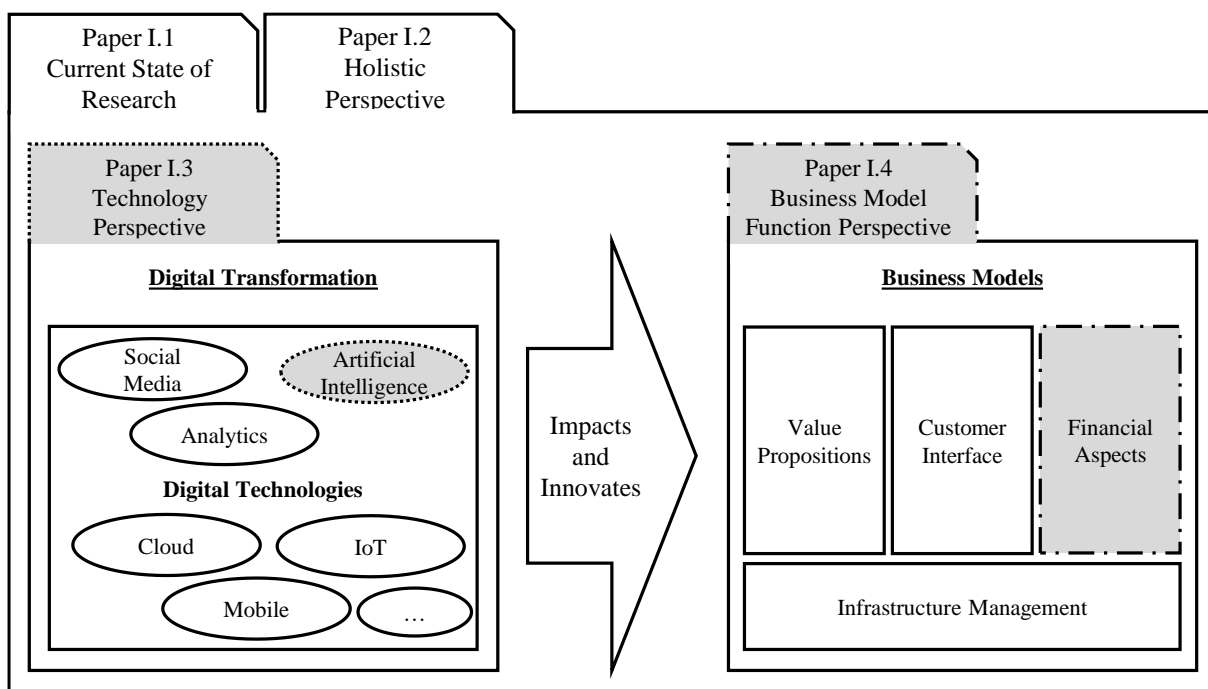 Paper I.1
Current State of
Research
Paper I.2
Holistic
Perspective
Paper I.3
Technology
Perspective
Paper I.4
Business Model
Function Perspective
Digital Transformation
Social
Media
Artificial
Intelligence
Analytics
Digital Technologies
Cloud
IoT
Mobile
…
Impacts
and
Innovates
Business Models
Value
Propositions
Customer
Interface
Financial
Aspects
Infrastructure Management